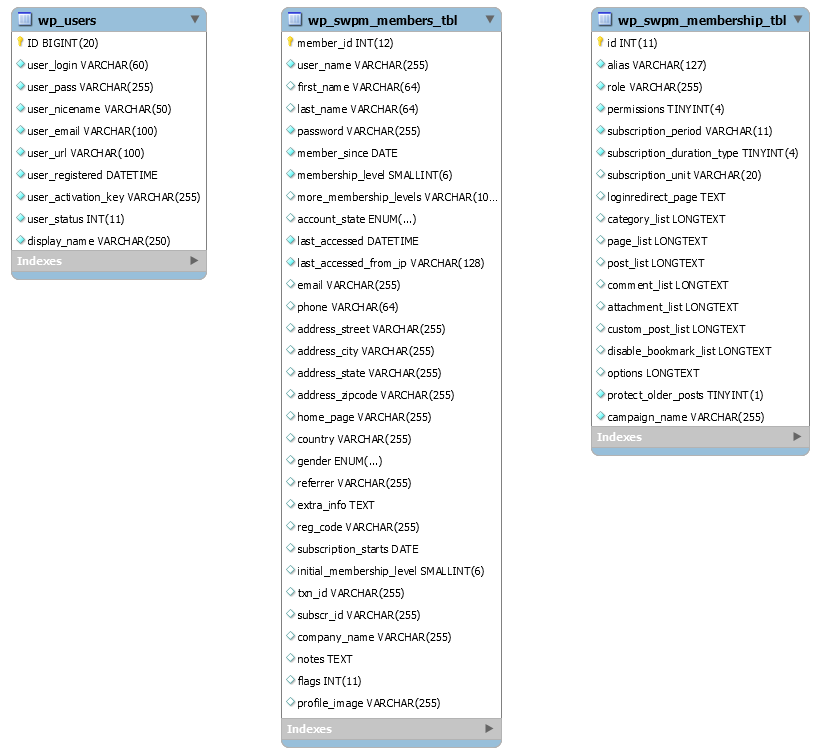 wp_users
ID BIGINT(20)
user_login VARCHAR(60)
user_pass VARCHAR(255)
user_nicename VARCHAR(50)
user_email VARCHAR(100)
user_url VARCHAR(100)
user_registered DATETIME
user_activation_key VARCHAR(255)
user_status INT(11)
display_name VARCHAR(250)
Indexes
wp_swpm_members_tbl
member_id INT(12)
user_name VARCHAR(255)
first_name VARCHAR(64)
last_name VARCHAR(64)
password VARCHAR(255)
member_since DATE
membership_level SMALLINT(6)
more_membership_levels VARCHAR(10...
account_state ENUM(...)
last_accessed DATETIME
last_accessed_from_ip VARCHAR(128)
email VARCHAR(255)
phone VARCHAR(64)
address_street VARCHAR(255)
address_city VARCHAR(255)
address_state VARCHAR(255)
address_zipcode VARCHAR(255)
home_page VARCHAR(255)
country VARCHAR(255)
gender ENUM(...)
referrer VARCHAR(255)
extra_info TEXT
reg_code VARCHAR(255)
subscription_starts DATE
initial_membership_level SMALLINT(6)
txn_id VARCHAR(255)
subscr_id VARCHAR(255)
company_name VARCHAR(255)
notes TEXT
flags INT(11)
profile_image VARCHAR(255)
Indexes
wp_swpm_membership_tbl
id INT(11)
alias VARCHAR(127)
role VARCHAR(255)
permissions TINYINT(4)
subscription_period VARCHAR(11)
subscription_duration_type TINYINT(4)
subscription_unit VARCHAR(20)
loginredirect_page TEXT
category_list LONGTEXT
page_list LONGTEXT
post_list LONGTEXT
comment_list LONGTEXT
attachment_list LONGTEXT
custom_post_list LONGTEXT
disable_bookmark_list LONGTEXT
options LONGTEXT
protect_older_posts TINYINT(1)
campaign_name VARCHAR(255)
Indexes